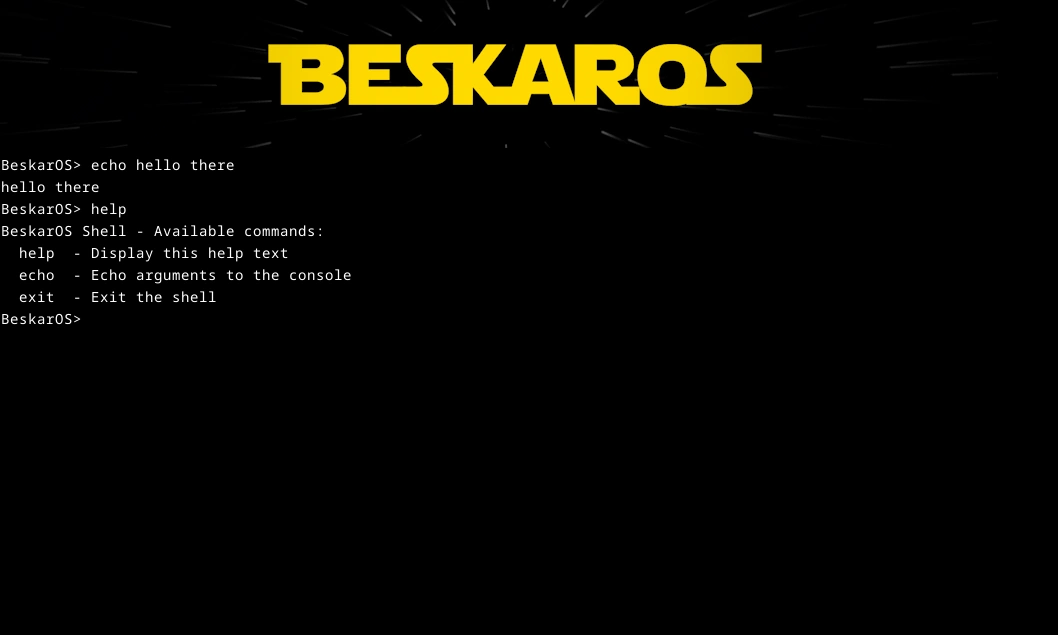 BESKAROS
BeskarOS> echo hello there
hello there
BeskarOS> help
BeskarOS Shell - Available commands:
  help  - Display this help text
  echo  - Echo arguments to the console
  exit  - Exit the shell
BeskarOS>